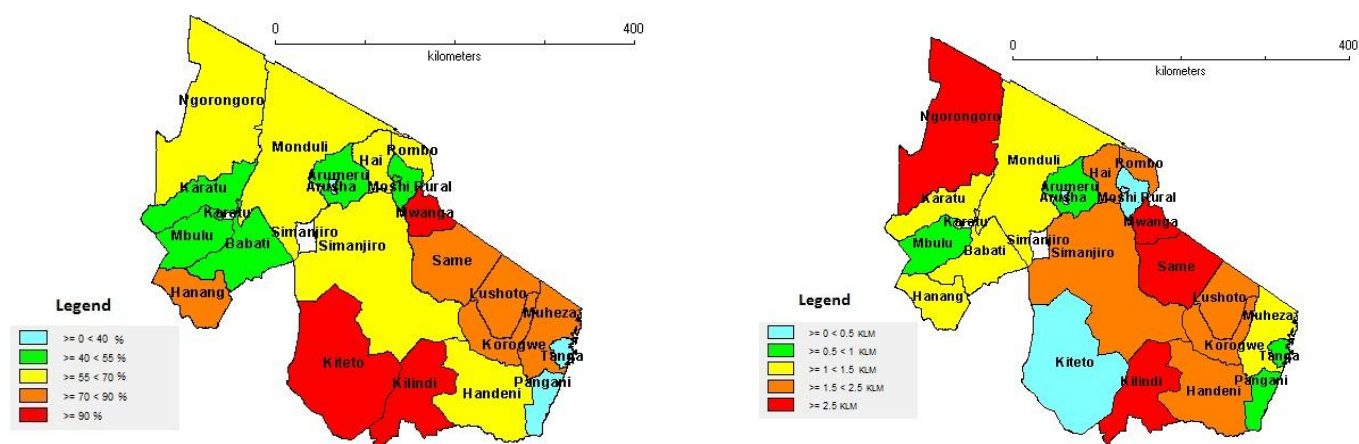 0 400
kilometers
Ngorongoro
Monduli
Hai
Rombo
Karatu
Arumeru
Arusha
Moshi Rural
Mwanga
Karatu
Mbulu
Babati
Simanjiro
Simanjiro
Same
Hanang
Lushoto
Muheza
Kiteto
Korogwe
Tanga
Kilindi
Handeni
Pangani
Legend
>= 0 < 40 %
>= 40 < 55 %
>= 55 < 70 %
>= 70 < 90 %
>= 90 %
0 400
kilometers
Ngorongoro
Monduli
Hai
Rombo
Karatu
Arumeru
Arusha
Moshi Rural
Mwanga
Karatu
Mbulu
Babati
Simanjiro
Simanjiro
Same
Hanang
Lushoto
Muheza
Kiteto
Korogwe
Tanga
Kilindi
Handeni
Pangani
Legend
>= 0 < 0.5 KLM
>= 0.5 < 1 KLM
>= 1 < 1.5 KLM
>= 1.5 < 2.5 KLM
>= 2.5 KLM